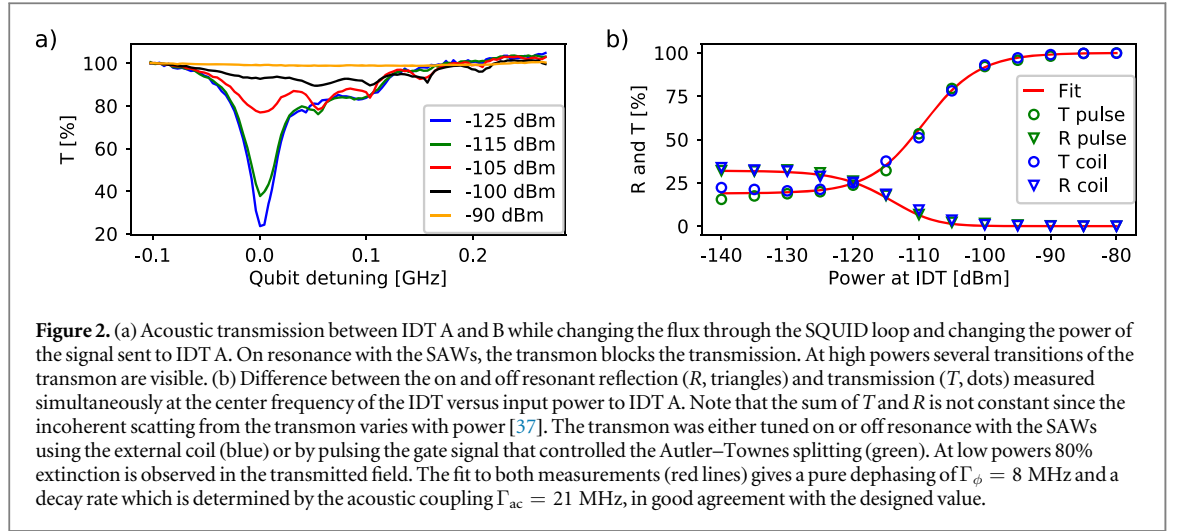 a)
100
80
60
40
20
T [%]
-0.1
0.0
0.1
0.2
Qubit detuning [GHz]
-125 dBm
-115 dBm
-105 dBm
-100 dBm
-90 dBm
b)
100
75
50
25
0
R and T [%]
-140
-130
-120
-110
-100
-90
-80
Power at IDT [dBm]
Fit
T pulse
R pulse
T coil
R coil
Figure 2. (a) Acoustic transmission between IDT A and B while changing the flux through the SQUID loop and changing the power of
the signal sent to IDT A. On resonance with the SAWs, the transmon blocks the transmission. At high powers several transitions of the
transmon are visible. (b) Difference between the on and off resonant reflection (R, triangles) and transmission (T, dots) measured
simultaneously at the center frequency of the IDT versus input power to IDT A. Note that the sum of T and R is not constant since the
incoherent scatting from the transmon varies with power [37]. The transmon was either tuned on or off resonance with the SAWs
using the external coil (blue) or by pulsing the gate signal that controlled the Autler–Townes splitting (green). At low powers 80%
extinction is observed in the transmitted field. The fit to both measurements (red lines) gives a pure dephasing of Γϕ = 8 MHz and a
decay rate which is determined by the acoustic coupling Γac = 21 MHz, in good agreement with the designed value.